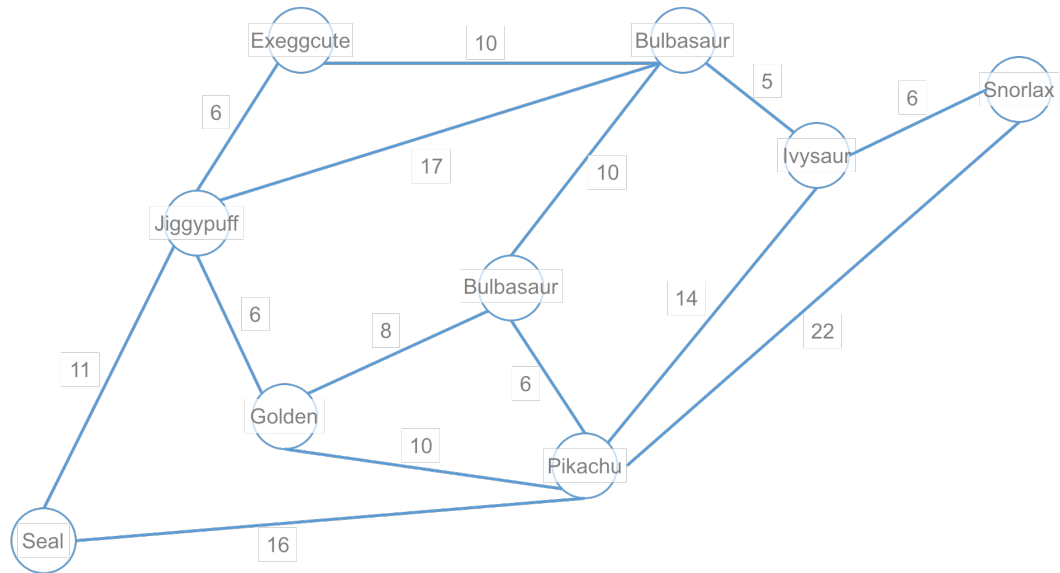 Exeggcute
10
Bulbasaur
5
Snorlax
6
6
Ivysaur
17
10
Jiggypuff
Bulbasaur
14
6
8
22
11
6
Golden
10
Pikachu
Seal
16